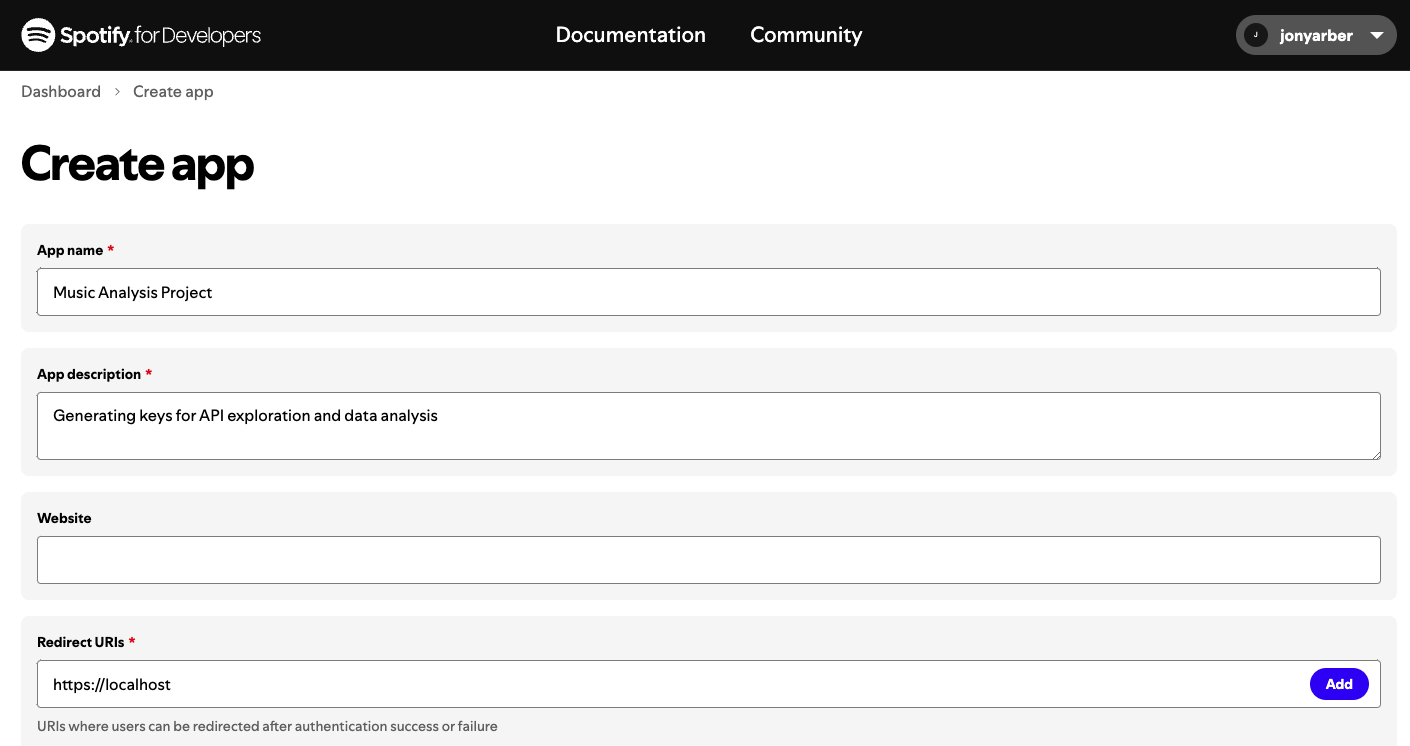 Spotify for Developers
Documentation
Community
J
jonyarber
Dashboard > Create app
Create app
App name *
Music Analysis Project
App description *
Generating keys for API exploration and data analysis
Website
Redirect URIs *
https://localhost
Add
URIs where users can be redirected after authentication success or failure